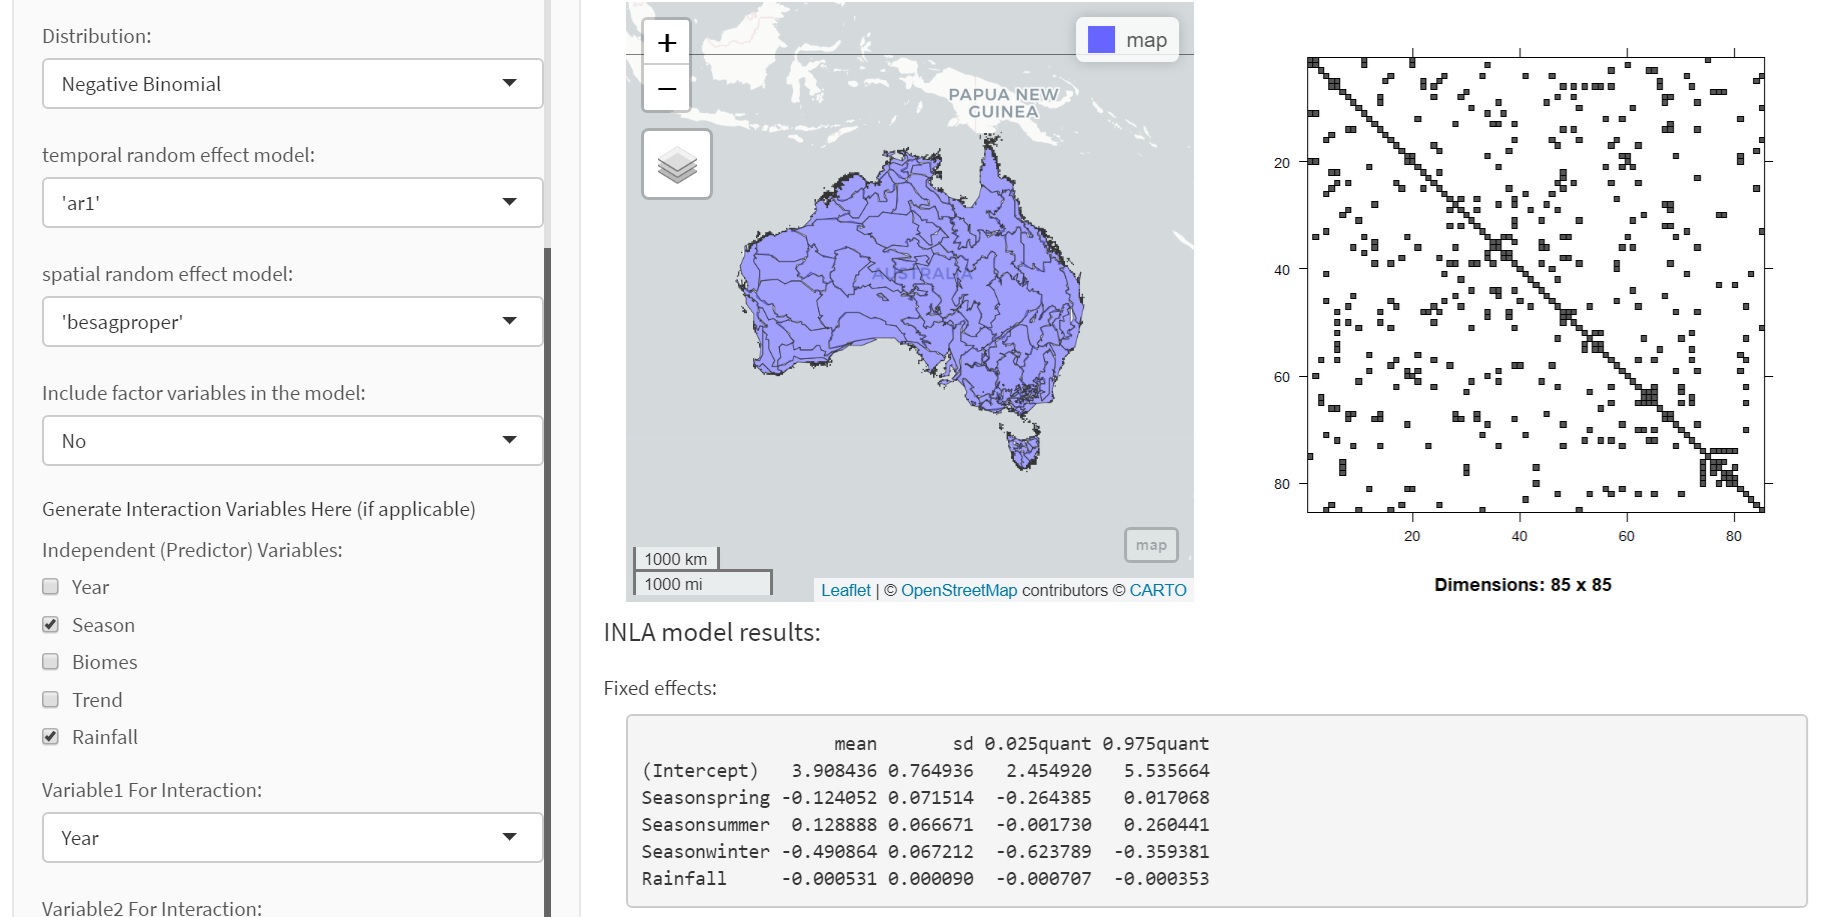 Distribution:
Negative Binomial
temporal random effect model:
'ar1'
spatial random effect model:
'besagproper'
Include factor variables in the model:
No
Generate Interaction Variables Here (if applicable)
Independent (Predictor) Variables:
Year
Season
Biomes
Trend
Rainfall
Variable1 For Interaction:
Year
Variable2 For Interaction:
+
−
map
PAPUA NEW
GUINEA
AUSTRALIA
map
1000 km
1000 mi
Leaflet | © OpenStreetMap contributors © CARTO
20
40
60
80
20 40 60 80
Dimensions: 85 x 85
INLA model results:
Fixed effects:
mean sd 0.025quant 0.975quant
(Intercept) 3.908436 0.764936 2.454920 5.535664
Seasonspring -0.124052 0.071514 -0.264385 0.017068
Seasonsummer 0.128888 0.066671 -0.001730 0.260441
Seasonwinter -0.490864 0.067212 -0.623789 -0.359381
Rainfall -0.000531 0.000090 -0.000707 -0.000353